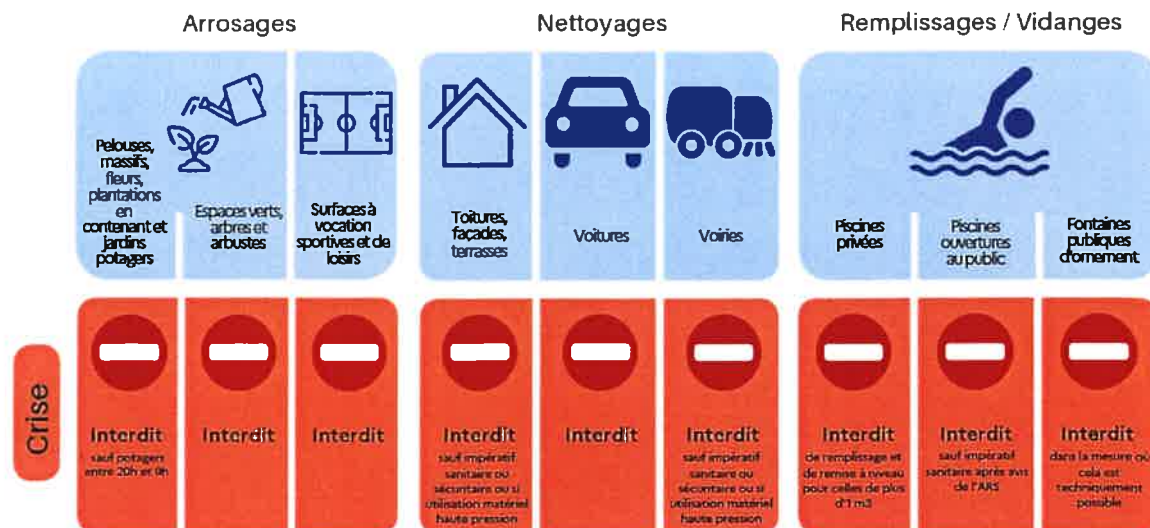 Arrosages
Nettoyages
Remplissages / Vidanges
Pelouses,
massifs,
fleurs,
plantations
en
contenant et
jardins
potagers
Espaces verts,
arbres et
arbustes
Surfaces à
vocation
sportives et de
loisirs
Toitures,
façades,
terrasses
Voitures
Voiries
Piscines
privées
Piscines
ouvertures
au public
Fontaines
publiques
d'ornement
Crise
Interdit
sauf potagers
entre 20h et 9h
Interdit
Interdit
Interdit
sauf impératif
sanitaire ou
sécuritaire ou si
utilisation matériel
haute pression
Interdit
Interdit
sauf impératif
sanitaire ou
sécuritaire ou si
utilisation matériel
haute pression
Interdit
de remplissage et
de remise à niveau
pour celles de plus
d'1 m3
Interdit
sauf impératif
sanitaire après avis
de l'ARS
Interdit
dans la mesure où
cela est
techniquement
possible